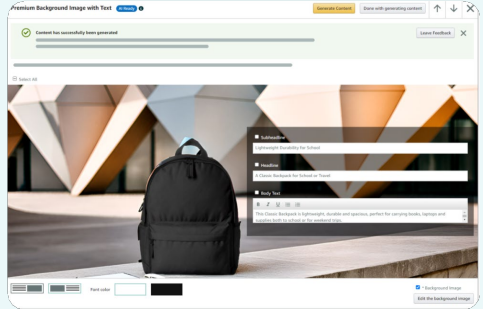 Premium Background Image with Text AI Ready
Generate Content
Done with generating content
Content has successfully been generated
Leave Feedback
Select All
Subheadline
Lightweight Durability for School
Headline
A Classic Backpack for School or Travel
Body Text
B I U
This Classic Backpack is lightweight, durable and spacious, perfect for carrying books, laptops and
supplies both to school or for weekend trips.
Font color
* Background Image
Edit the background image